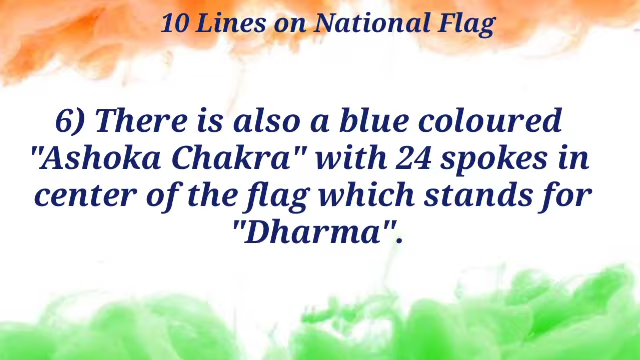 10 Lines on National Flag
6) There is also a blue coloured
"Ashoka Chakra" with 24 spokes in
center of the flag which stands for
"Dharma".